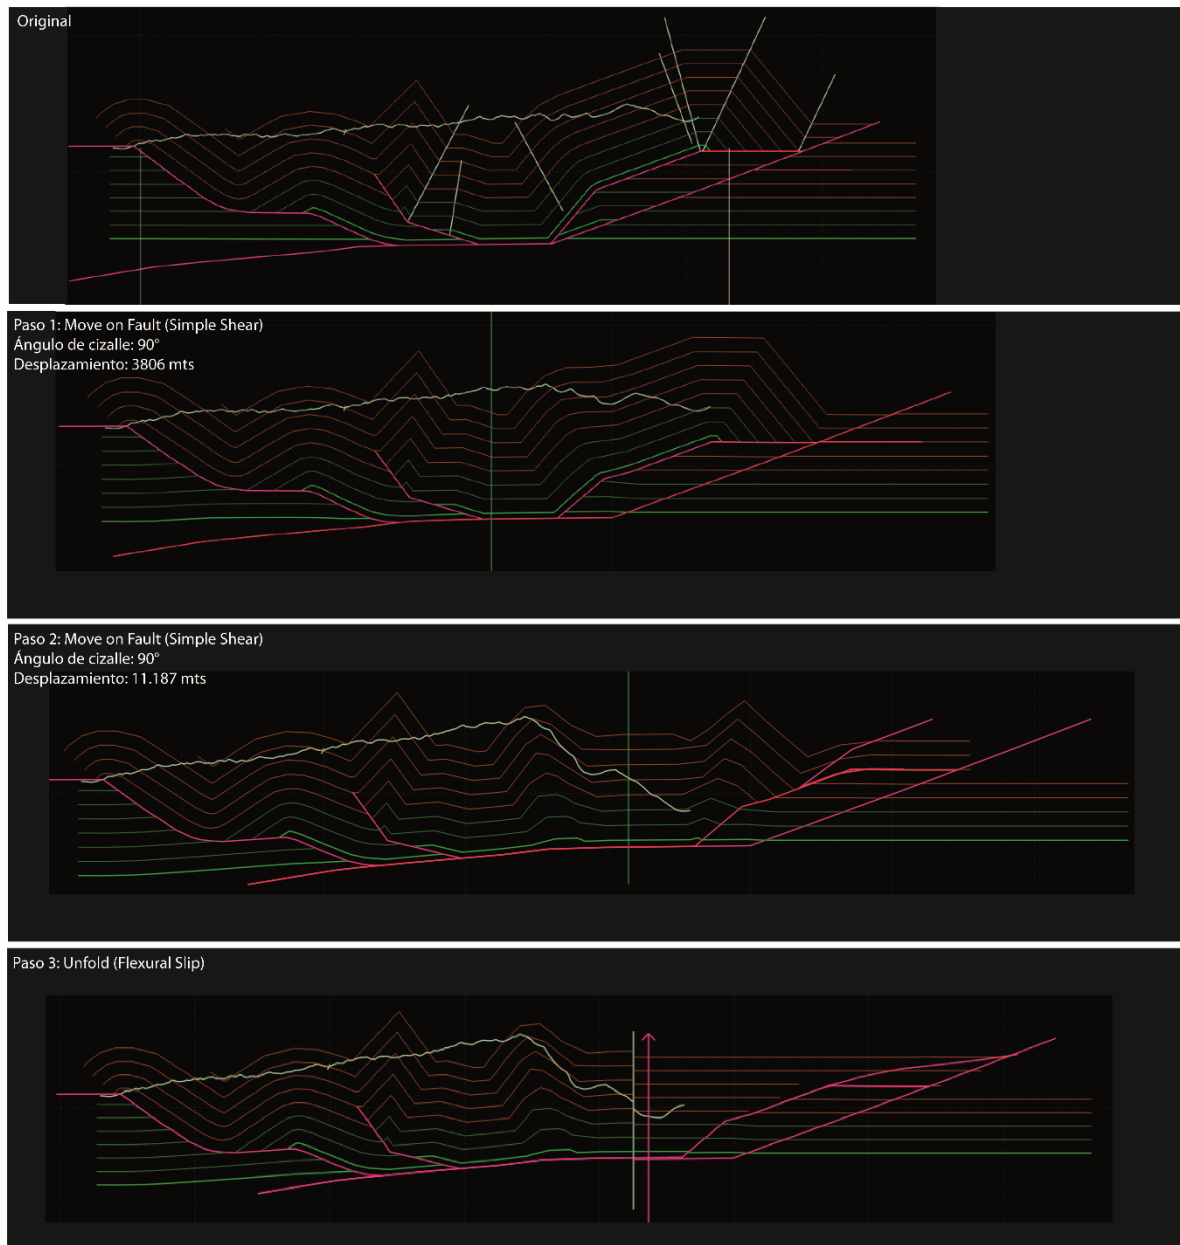 Original
Paso 1: Move on Fault (Simple Shear)
Ángulo de cizalle: 90°
Desplazamiento: 3806 mts
Paso 2: Move on Fault (Simple Shear)
Ángulo de cizalle: 90°
Desplazamiento: 11.187 mts
Paso 3: Unfold (Flexural Slip)